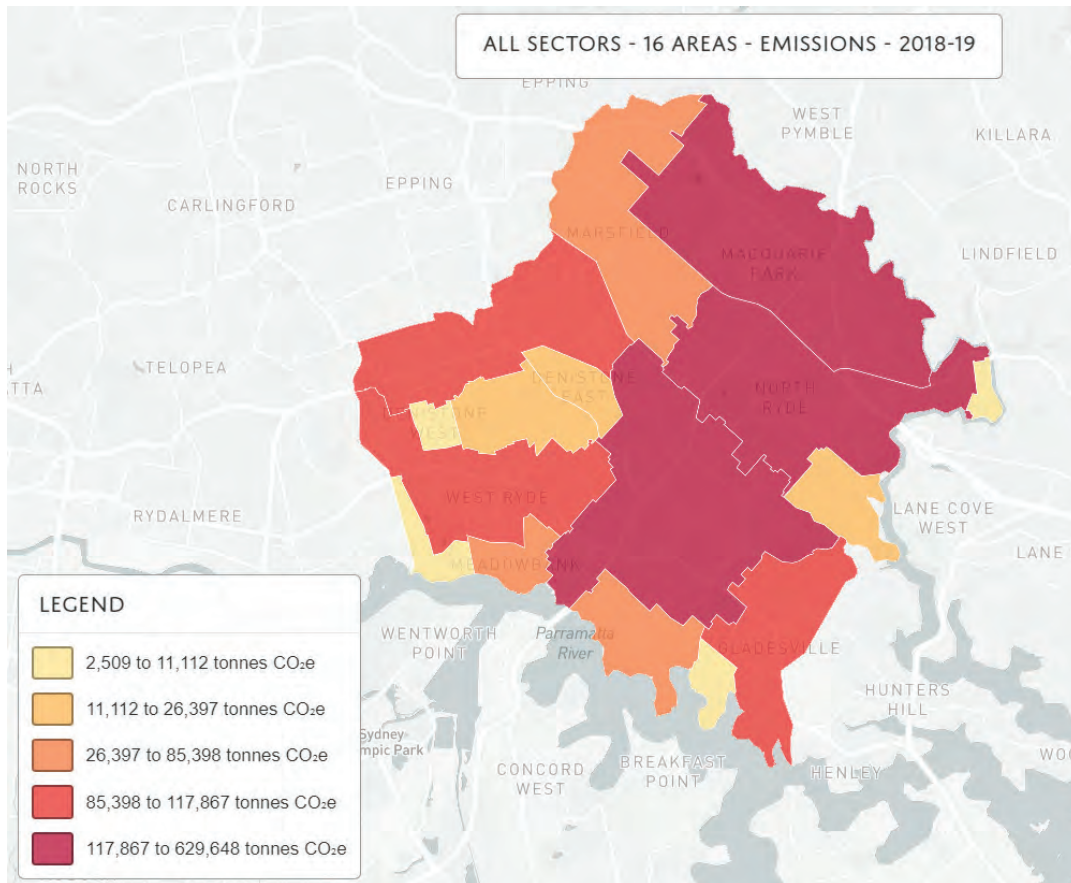 ALL SECTORS - 16 AREAS - EMISSIONS - 2018-19
EPPING
WEST
PYMBLE
KILLARA
NORTH
ROCKS
EPPING
CARLINGFORD
MARSFIELD
MACQUARIE
PARK
LINDFIELD
TELOPEA
ATTA
DENISTONE
EAST
NORTH
RYDE
DENISTONE
WEST
WEST RYDE
RYDALMERE
LANE COVE
WEST
LANE
MEADOWBANK
WENTWORTH
POINT
Parramatta
River
GLADESVILLE
HUNTERS
HILL
Sydney
mpic Park
CONCORD
WEST
BREAKFAST
POINT
HENLEY
WOO
LEGEND
2,509 to 11,112 tonnes CO₂e
11,112 to 26,397 tonnes CO₂e
26,397 to 85,398 tonnes CO₂e
85,398 to 117,867 tonnes CO₂e
117,867 to 629,648 tonnes CO₂e